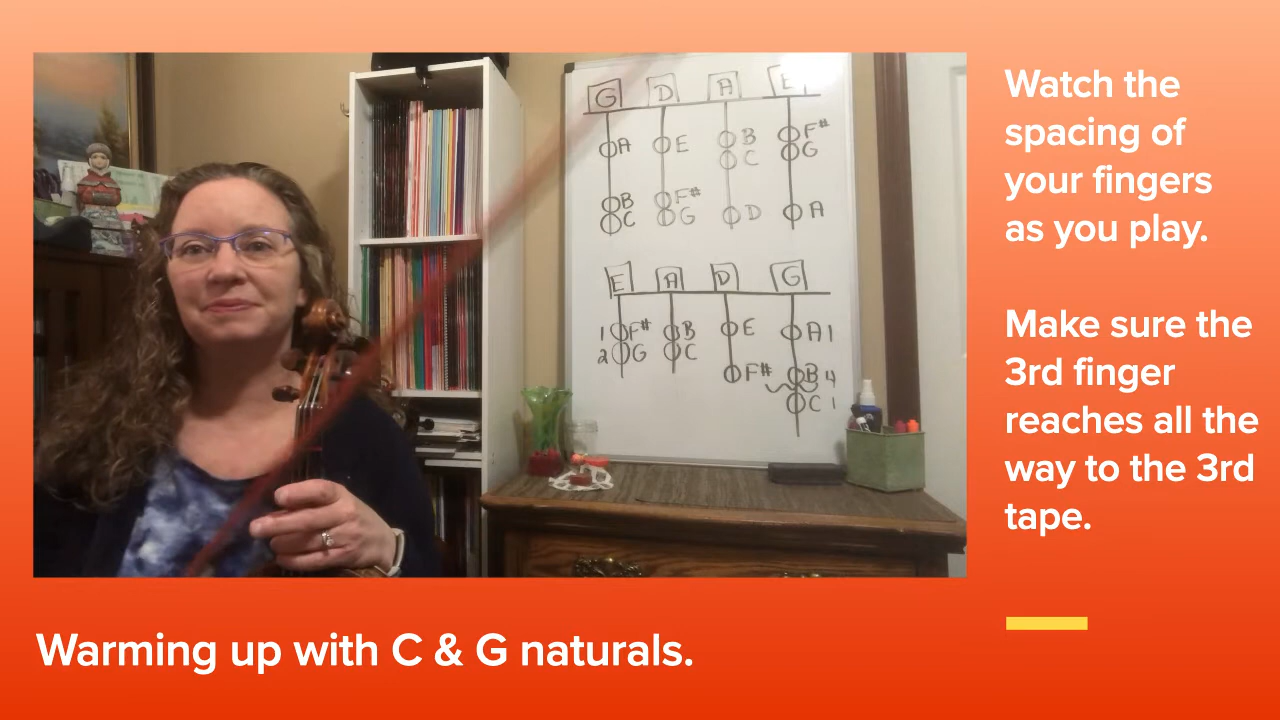 Watch the
spacing of
your fingers
as you play.
Make sure the
3rd finger
reaches all the
way to the 3rd
tape.
G D A E
A E B F#
C G
B F#
C G D A
E A D G
1 F# B E A 1
2 G C
F# B 4
C 1
Warming up with C & G naturals.